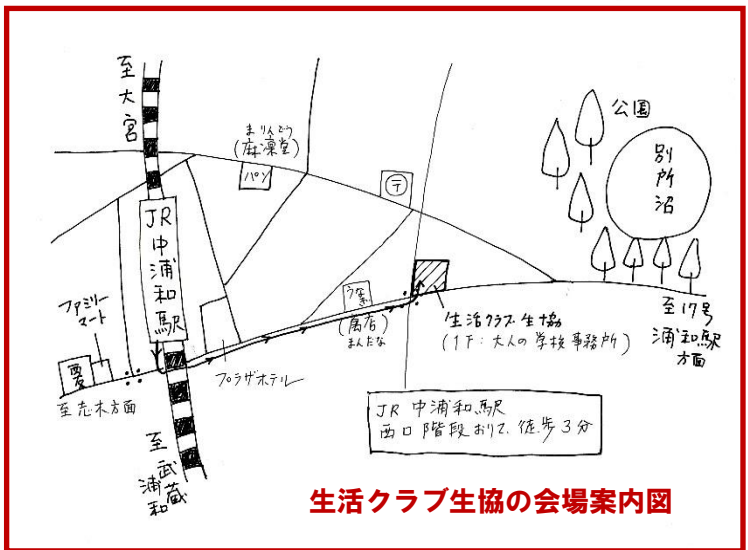 至大宮
まりんどう
(麻凛堂)
パン
〒
公園
別所沼
JR中浦和駅
ファミリー
マート
うなぎ
(萬店)
まんだな
生活クラブ生協
(1F:大人の学校事務所)
至17号
浦和駅
方面
プラザホテル
至志木方面
至武蔵
浦和
JR 中浦和駅
西口階段おりて、徒歩3分
生活クラブ生協の会場案内図